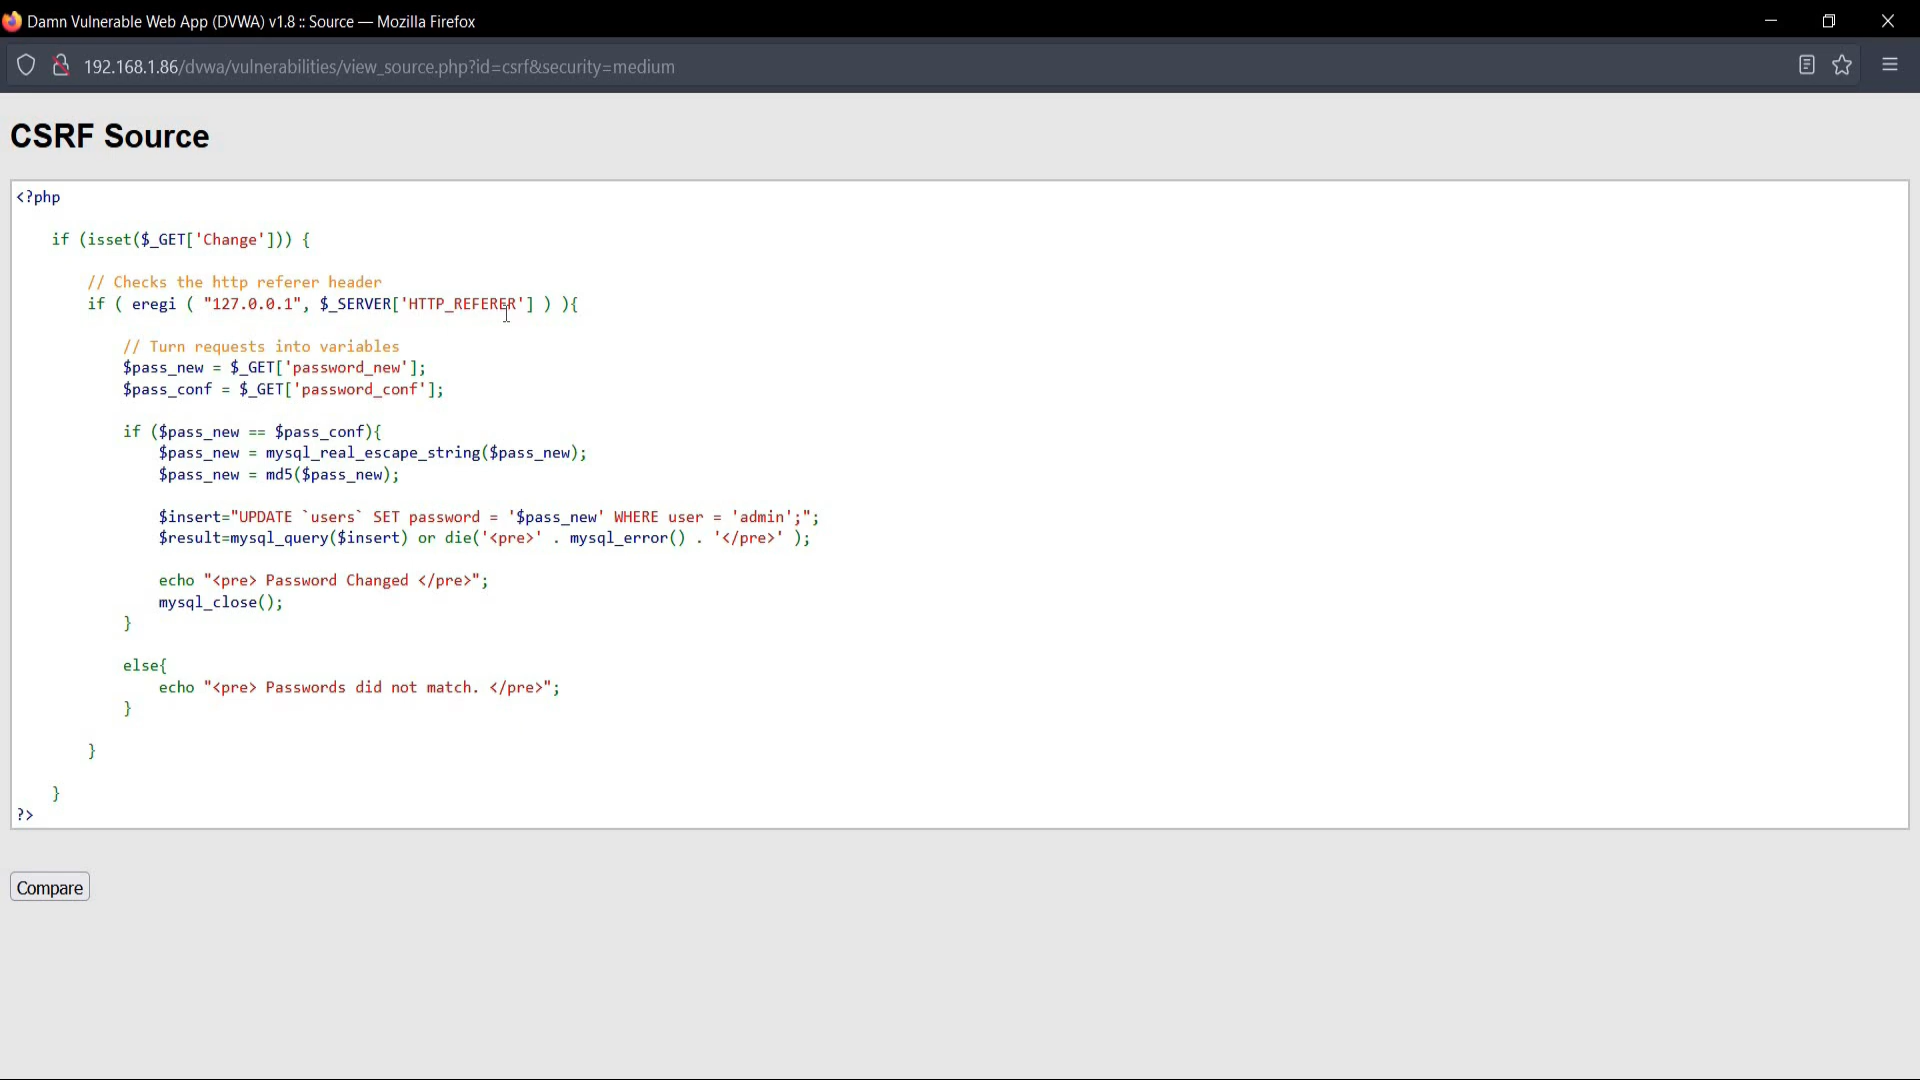 Damn Vulnerable Web App (DVWA) v1.8 :: Source — Mozilla Firefox
192.168.1.86/dvwa/vulnerabilities/view_source.php?id=csrf&security=medium
CSRF Source
<?php
if (isset($_GET['Change'])) {
// Checks the http referer header
if ( eregi ( "127.0.0.1", $_SERVER['HTTP_REFERER'] ) ){
// Turn requests into variables
$pass_new = $_GET['password_new'];
$pass_conf = $_GET['password_conf'];
if ($pass_new == $pass_conf){
$pass_new = mysql_real_escape_string($pass_new);
$pass_new = md5($pass_new);
$insert="UPDATE `users` SET password = '$pass_new' WHERE user = 'admin';";
$result=mysql_query($insert) or die('<pre>' . mysql_error() . '</pre>' );
echo "<pre> Password Changed </pre>";
mysql_close();
}
else{
echo "<pre> Passwords did not match. </pre>";
}
}
}
?>
Compare